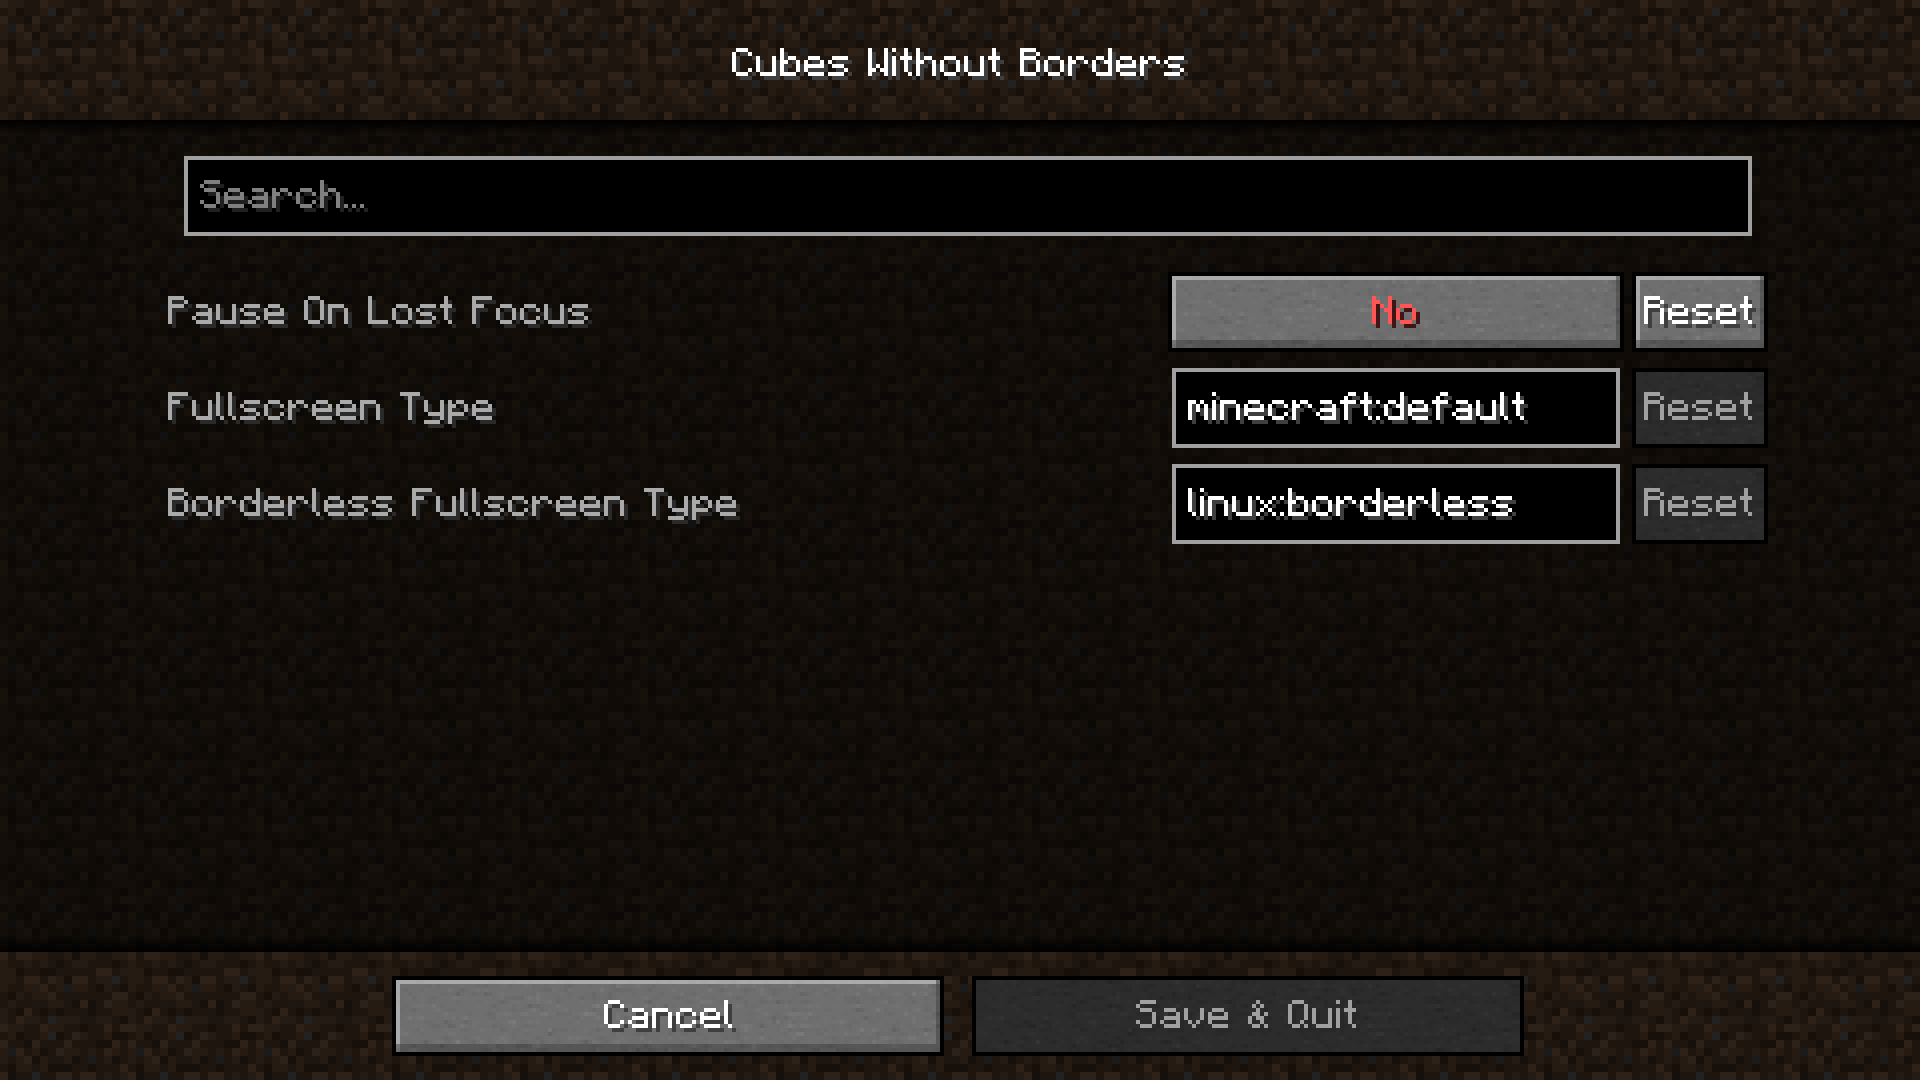 Cubes Without Borders
Search...
Pause On Lost Focus No Reset
Fullscreen Type minecraft:default Reset
Borderless Fullscreen Type linux:borderless Reset
Cancel Save & Quit